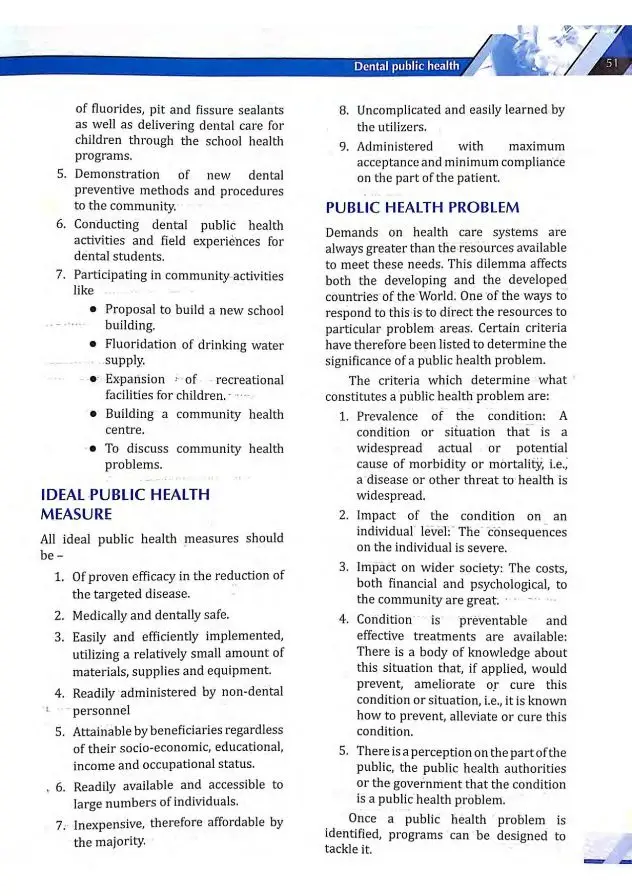 Dental public health
51
of fluorides, pit and fissure sealants
as well as delivering dental care for
children through the school health
programs.
5. Demonstration of new dental
preventive methods and procedures
to the community.
6. Conducting dental public health
activities and field experiences for
dental students.
7. Participating in community activities
like
● Proposal to build a new school
building.
● Fluoridation of drinking water
supply.
● Expansion of recreational
facilities for children.
● Building a community health
centre.
● To discuss community health
problems.
IDEAL PUBLIC HEALTH
MEASURE
All ideal public health measures should
be –
1. Of proven efficacy in the reduction of
the targeted disease.
2. Medically and dentally safe.
3. Easily and efficiently implemented,
utilizing a relatively small amount of
materials, supplies and equipment.
4. Readily administered by non-dental
personnel
5. Attainable by beneficiaries regardless
of their socio-economic, educational,
income and occupational status.
6. Readily available and accessible to
large numbers of individuals.
7. Inexpensive, therefore affordable by
the majority.
8. Uncomplicated and easily learned by
the utilizers.
9. Administered with maximum
acceptance and minimum compliance
on the part of the patient.
PUBLIC HEALTH PROBLEM
Demands on health care systems are
always greater than the resources available
to meet these needs. This dilemma affects
both the developing and the developed
countries of the World. One of the ways to
respond to this is to direct the resources to
particular problem areas. Certain criteria
have therefore been listed to determine the
significance of a public health problem.
The criteria which determine what
constitutes a public health problem are:
1. Prevalence of the condition: A
condition or situation that is a
widespread actual or potential
cause of morbidity or mortality, i.e.,
a disease or other threat to health is
widespread.
2. Impact of the condition on an
individual level: The consequences
on the individual is severe.
3. Impact on wider society: The costs,
both financial and psychological, to
the community are great.
4. Condition is preventable and
effective treatments are available:
There is a body of knowledge about
this situation that, if applied, would
prevent, ameliorate or cure this
condition or situation, i.e., it is known
how to prevent, alleviate or cure this
condition.
5. There is a perception on the part of the
public, the public health authorities
or the government that the condition
is a public health problem.
Once a public health problem is
identified, programs can be designed to
tackle it.